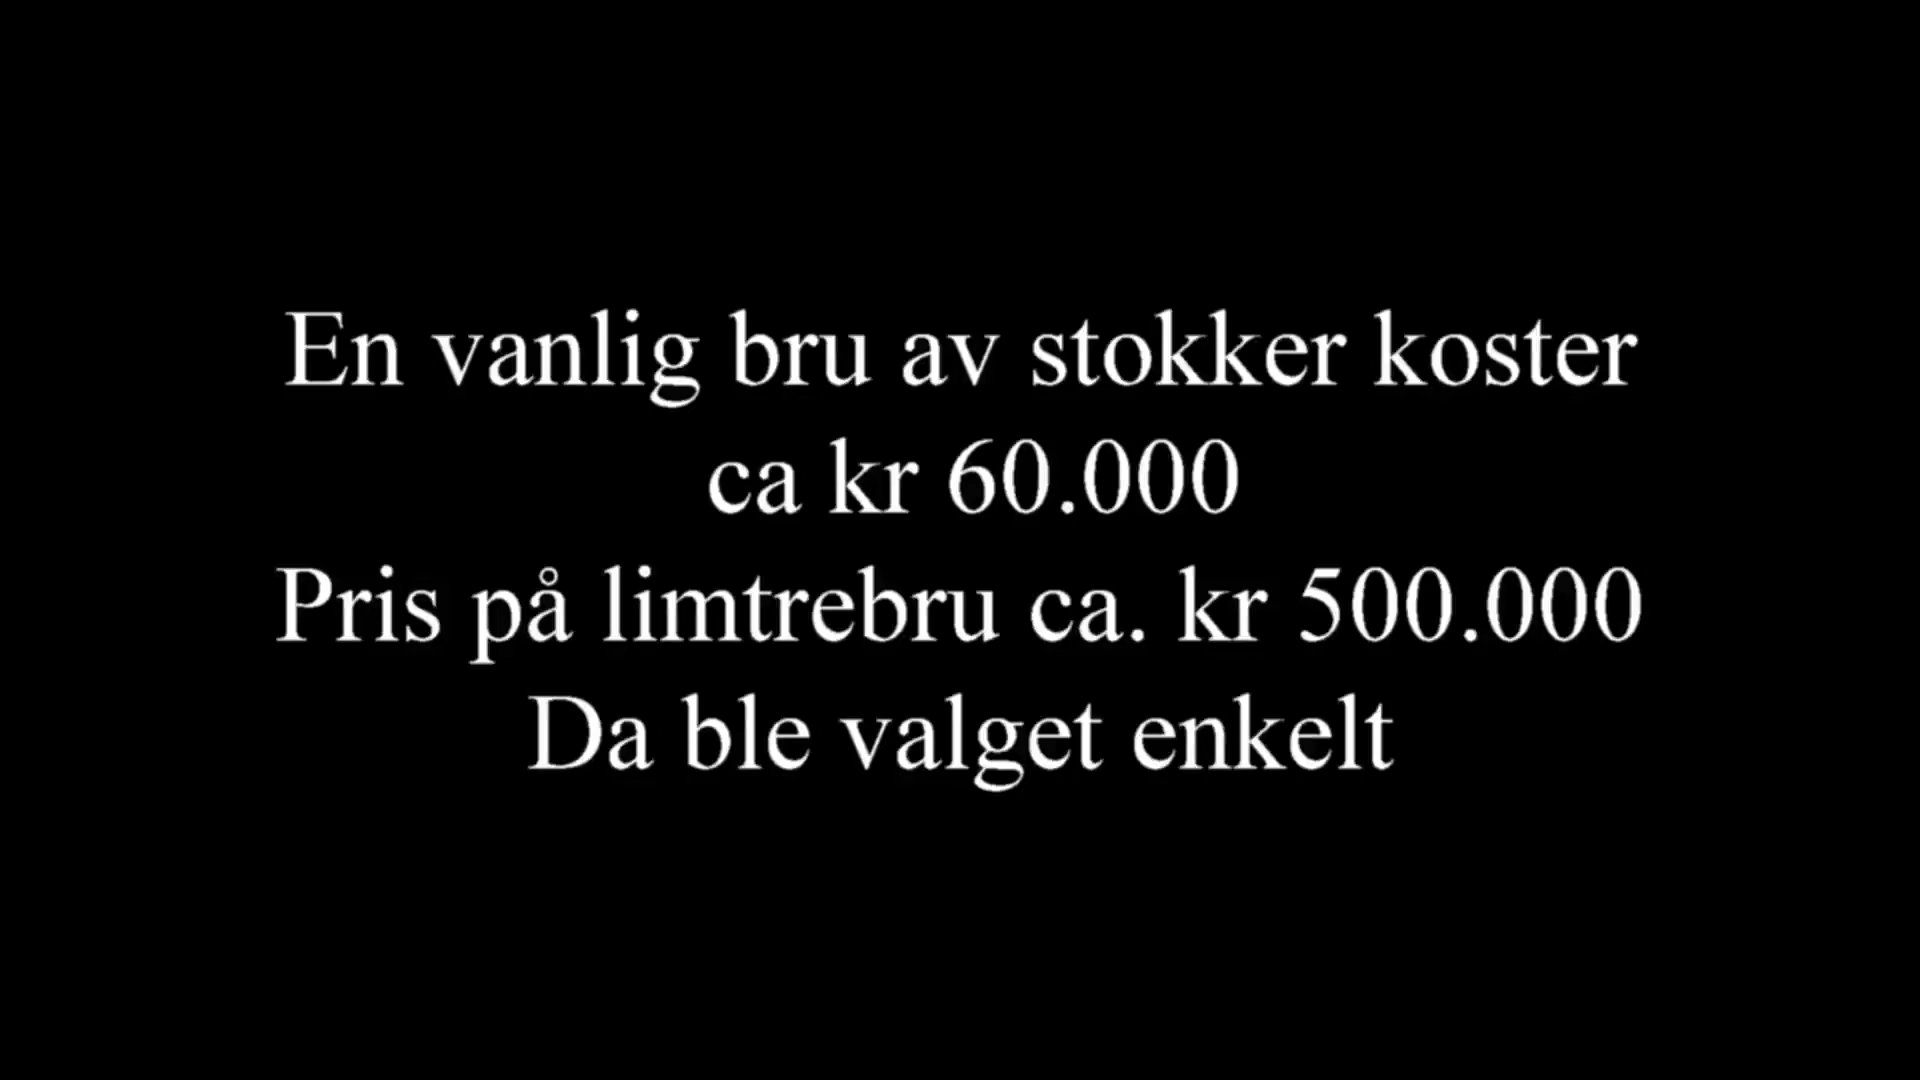 En vanlig bru av stokker koster
ca kr 60.000
Pris på limtrebru ca. kr 500.000
Da ble valget enkelt